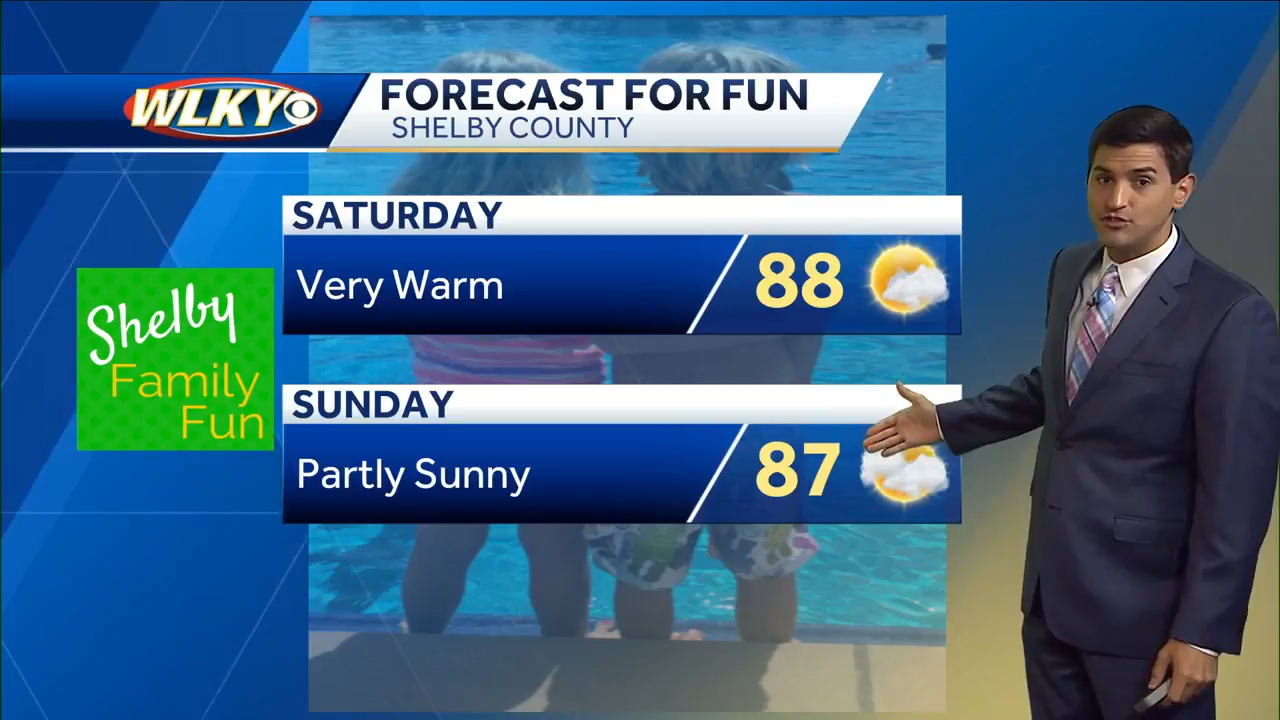 WLKY
FORECAST FOR FUN
SHELBY COUNTY
SATURDAY
Very Warm 88
Shelby
Family
Fun
SUNDAY
Partly Sunny 87